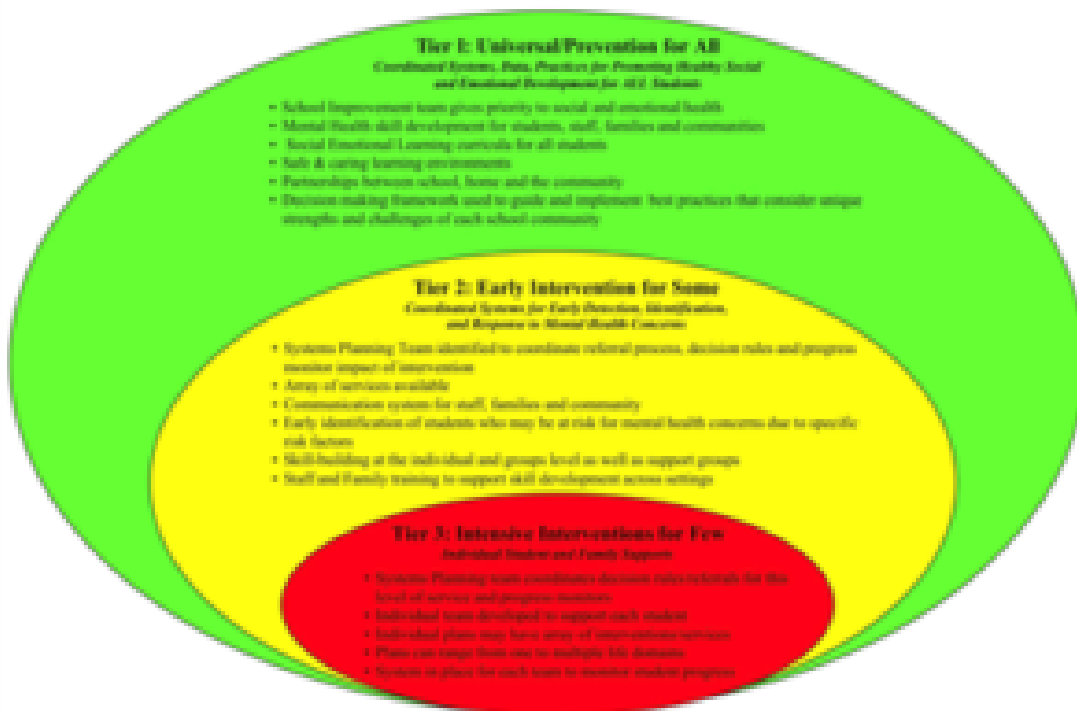 Tier 1: Universal/Prevention for All
Coordinated Systems, Data, Practices for Promoting Healthy Social
and Emotional Development for ALL Students
• School Improvement team gives priority to social and emotional health
• Mental Health skill development for students, staff, families and communities
• Social Emotional Learning curricula for all students
• Safe & caring learning environments
• Partnerships between school, home and the community
• Decision making framework used to guide and implement best practices that consider unique
strengths and challenges of each school community
Tier 2: Early Intervention for Some
Coordinated Systems for Early Detection, Identification,
and Response to Mental Health Concerns
• Systems Planning Team identified to coordinate referral process, decision rules and progress
monitor impact of intervention
• Array of services available
• Communication system for staff, families and community
• Early identification of students who may be at risk for mental health concerns due to specific
risk factors
• Skill-building at the individual and groups level as well as support groups
• Staff and Family training to support skill development across settings
Tier 3: Intensive Interventions for Few
Individual Student and Family Supports
• Systems Planning team coordinates decision rules/referrals for this
level of service and progress monitors
• Individual team developed to support each student
• Individual plans may have array of interventions/services
• Plans can range from one to multiple life domains
• System in place for each team to monitor student progress